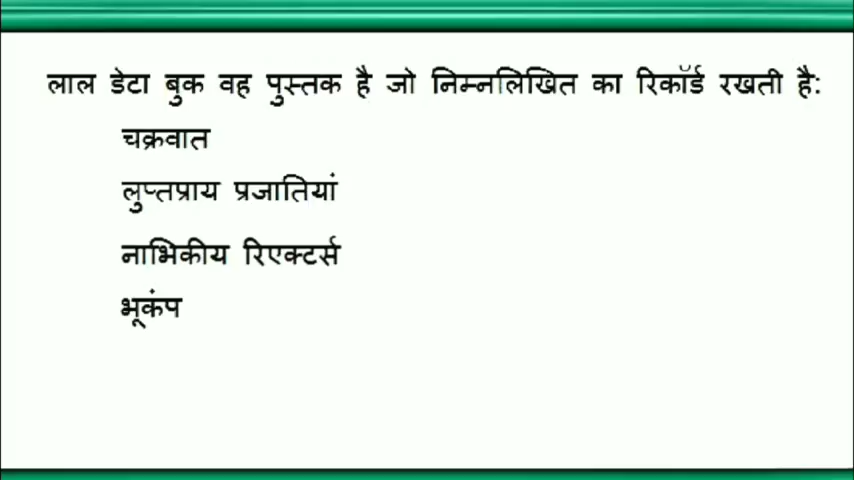 लाल डेटा बुक वह पुस्तक है जो निम्नलिखित का रिकॉर्ड रखती है:
चक्रवात
लुप्तप्राय प्रजातियां
नाभिकीय रिएक्टर्स
भूकंप